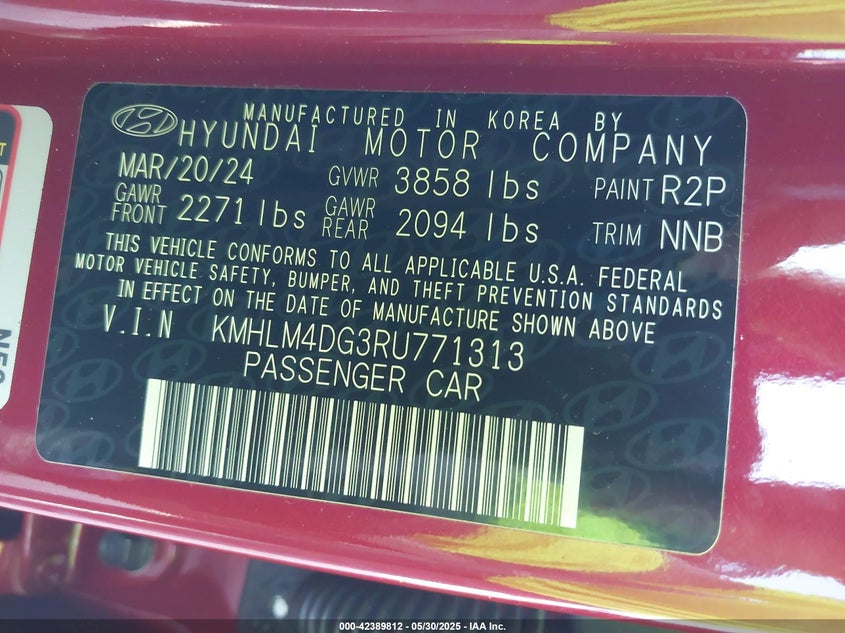 MANUFACTURED IN KOREA BY
HYUNDAI MOTOR COMPANY
MAR/20/24 GVWR 3858 lbs PAINT R2P
GAWR FRONT 2271 lbs GAWR REAR 2094 lbs TRIM NNB
THIS VEHICLE CONFORMS TO ALL APPLICABLE U.S.A. FEDERAL
MOTOR VEHICLE SAFETY, BUMPER, AND THEFT PREVENTION STANDARDS
IN EFFECT ON THE DATE OF MANUFACTURE SHOWN ABOVE
V.I.N KMHLM4DG3RU771313
PASSENGER CAR
000-42389812 - 05/30/2025 - IAA Inc.